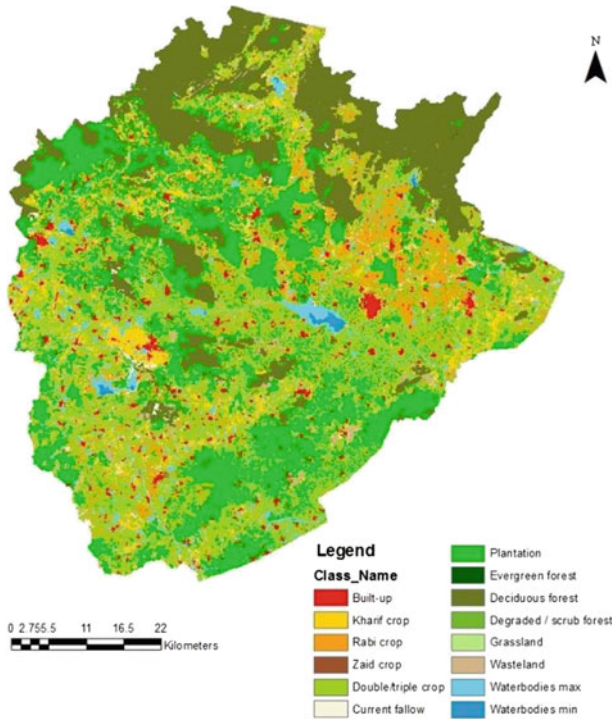 N
Legend
Class_Name
Built-up
Kharif crop
Rabi crop
Zaid crop
Double/triple crop
Current fallow
Plantation
Evergreen forest
Deciduous forest
Degraded / scrub forest
Grassland
Wasteland
Waterbodies max
Waterbodies min
0 2.755.5 11 16.5 22
Kilometers